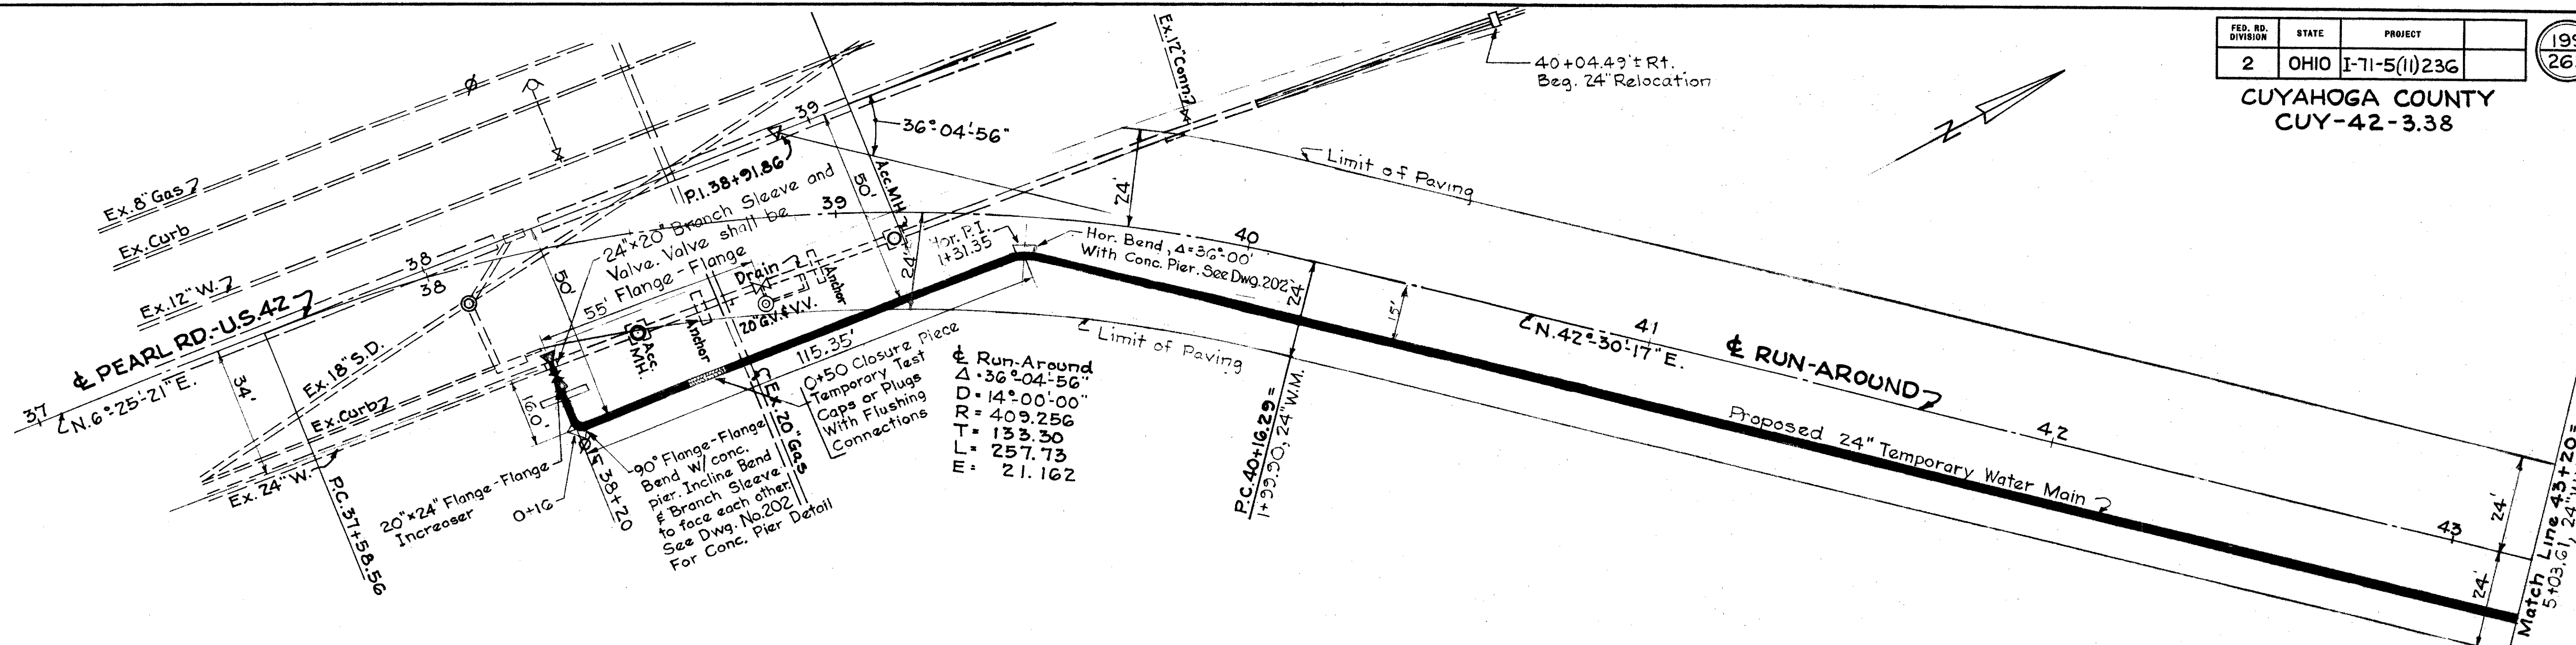 FED. RD. DIVISION
STATE
PROJECT
2
OHIO
I-71-5(11)236
CUYAHOGA COUNTY
CUY-42-3.38
40+04.49'± Rt.
Beg. 24" Relocation
Ex. 12" Conn.
N
Limit of Paving
36°-04'-56"
39
P.I. 38+91.86
50'
Acc. MH
24'
Ex. 8" Gas
Ex. Curb
Ex. 12" W.
℄ PEARL RD.-U.S. 42
N. 6°-25'-21" E.
37
38
38
39
40
41
42
43
34'
Ex. 18" S.D.
Ex. Curb
Ex. 24" W.
P.C. 37+58.56
50'
24"x20" Branch Sleeve and
Valve. Valve shall be
Flange-Flange
55'
Drain
Anchor
Anchor
20" G.V. & V.V.
Acc. MH.
16.0'
24'
Hor. P.I.
1+31.35
Hor. Bend, Δ=36°-00'
With Conc. Pier. See Dwg. 202
24'
15'
115.35'
Limit of Paving
N. 42°-30'-17" E.
℄ RUN-AROUND
Proposed 24" Temporary Water Main
20"x24" Flange-Flange
Increaser
0+16
38+20
90° Flange-Flange
Bend w/ conc.
Pier. Incline Bend
& Branch Sleeve
to face each other.
See Dwg. No. 202
For Conc. Pier Detail
Ex. 20" Gas
0+50 Closure Piece
Temporary Test
Caps or Plugs
With Flushing
Connections
℄ Run-Around
Δ = 36°-04'-56"
D = 14°-00'-00"
R = 409.256
T = 133.30
L = 257.73
E = 21.162
P.C. 40+16.29 =
1+99.90, 24" W.M.
24'
24'
Match Line 43+20 =
5+03.61, 24"